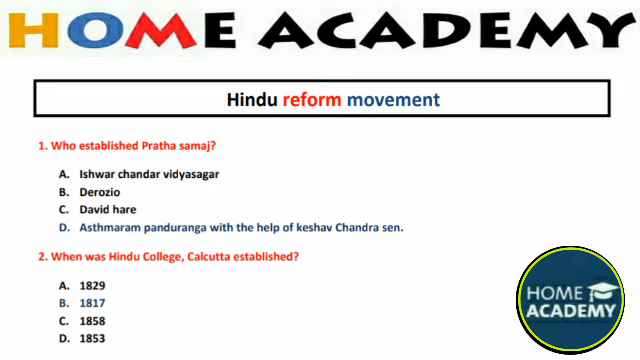 HOME ACADEMY
Hindu reform movement
1. Who established Pratha samaj?
A. Ishwar chandar vidyasagar
B. Derozio
C. David hare
D. Asthmaram panduranga with the help of keshav Chandra sen.
2. When was Hindu College, Calcutta established?
A. 1829
B. 1817
C. 1858
D. 1853
HOME
ACADEMY